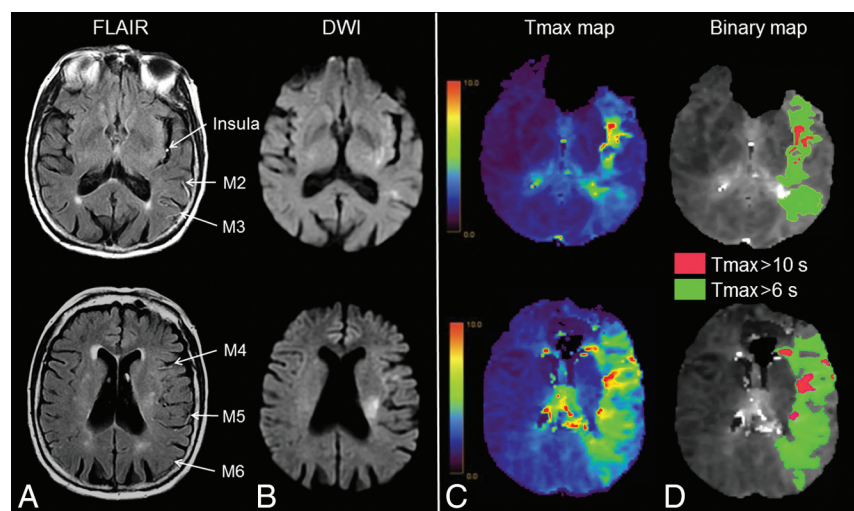 FLAIR
DWI
Tmax map
Binary map
Insula
M2
M3
10.0
0.0
Tmax>10 s
Tmax>6 s
M4
M5
M6
10.0
0.0
A
B
C
D